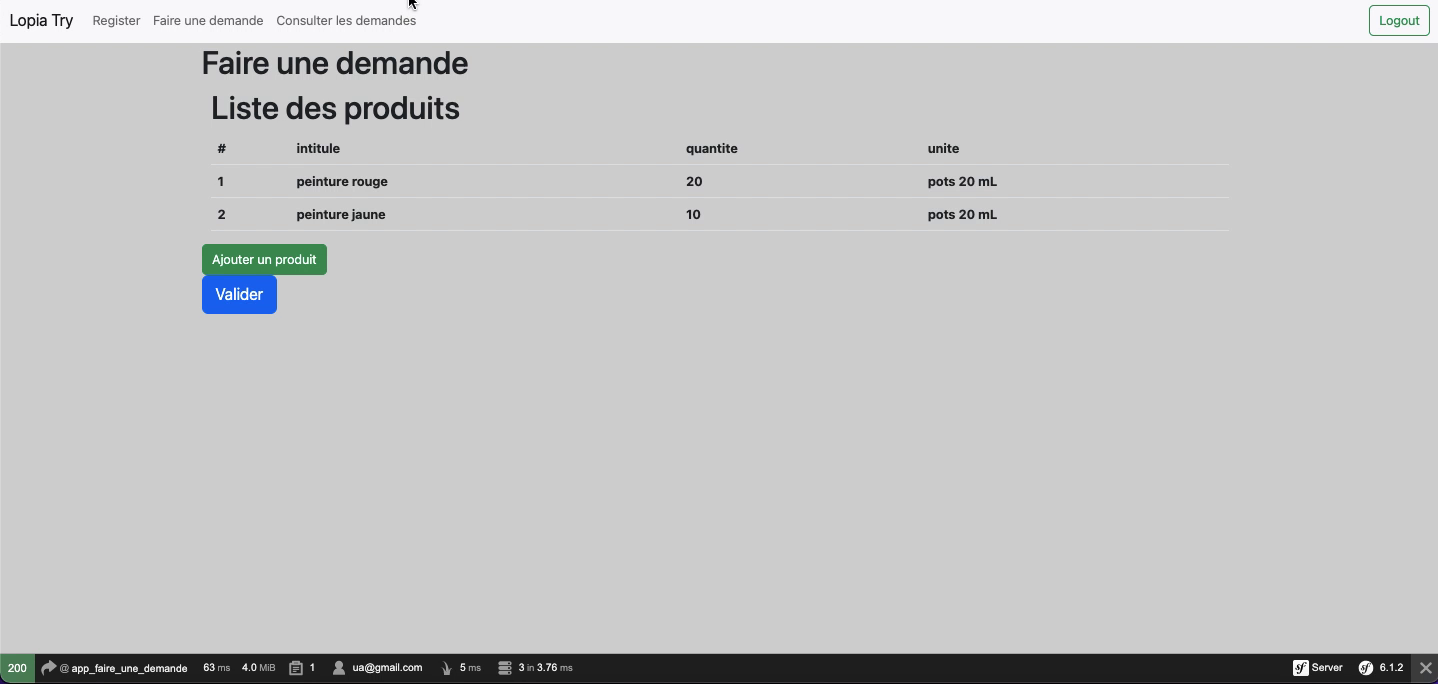 Lopia Try Register Faire une demande Consulter les demandes Logout
Faire une demande
Liste des produits
# intitule quantite unite
1 peinture rouge 20 pots 20 mL
2 peinture jaune 10 pots 20 mL
Ajouter un produit
Valider
200 @ app_faire_une_demande 63 ms 4.0 MiB 1 ua@gmail.com 5 ms 3 in 3.76 ms sf Server sf 6.1.2